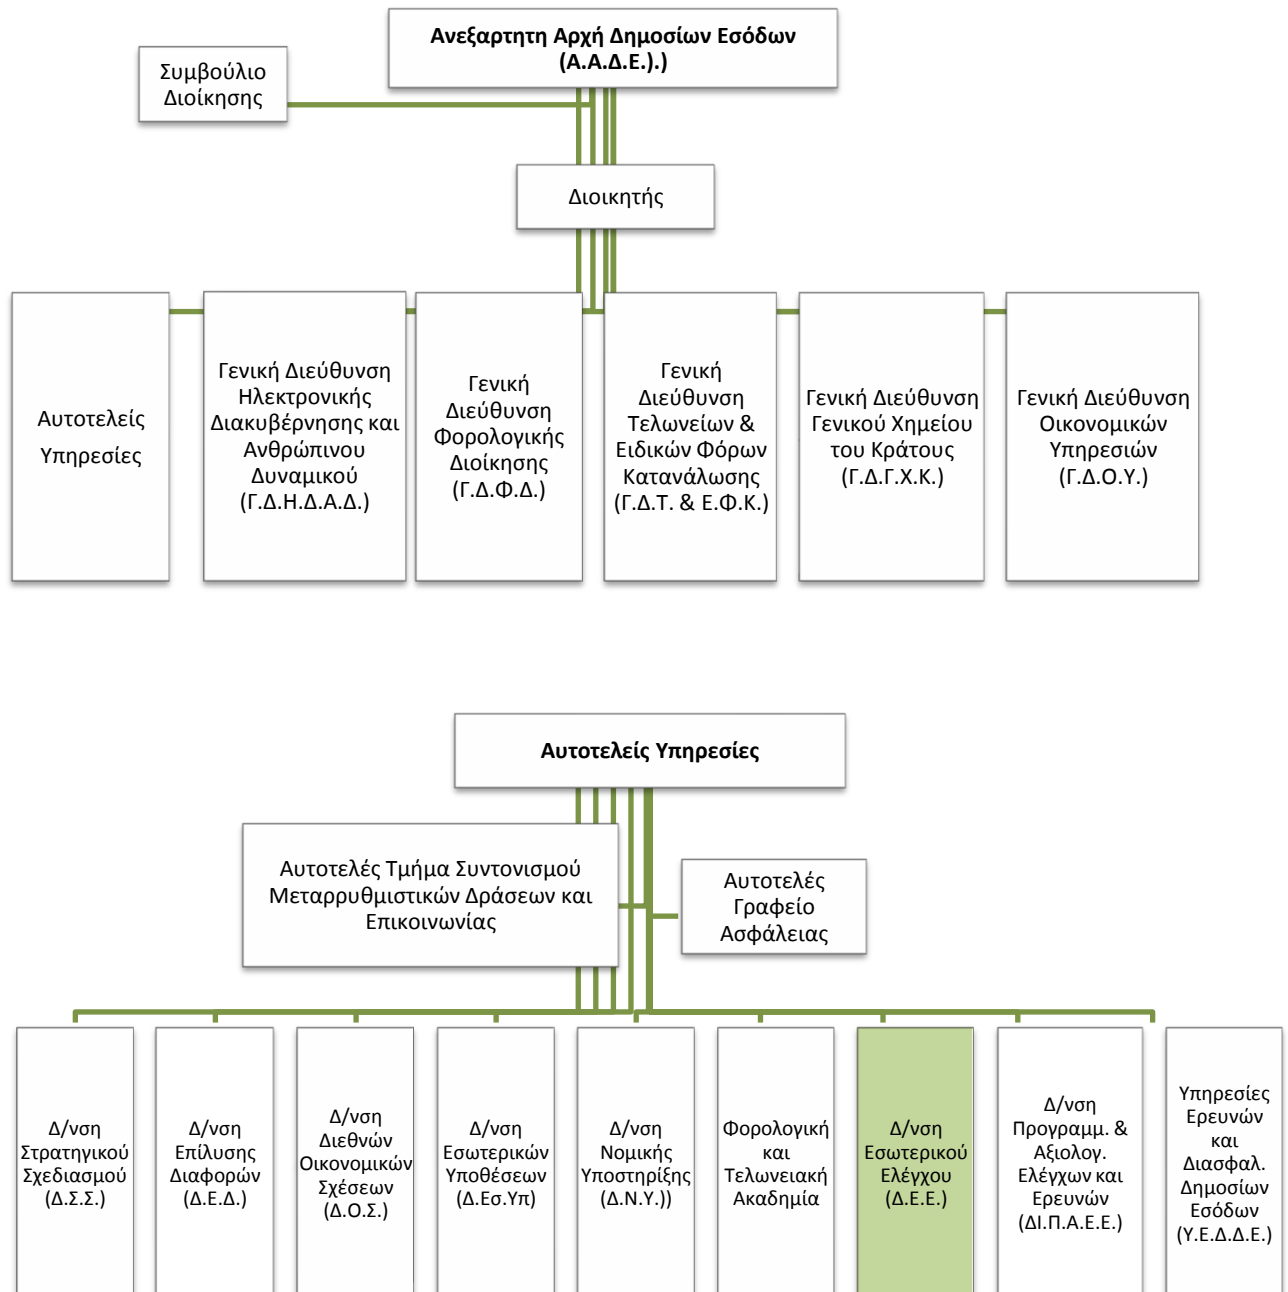 Ανεξαρτητη Αρχή Δημοσίων Εσόδων
(Α.Α.Δ.Ε.).)
Συμβούλιο
Διοίκησης
Διοικητής
Αυτοτελείς
Υπηρεσίες
Γενική Διεύθυνση
Ηλεκτρονικής
Διακυβέρνησης και
Ανθρώπινου
Δυναμικού
(Γ.Δ.Η.Δ.Α.Δ.)
Γενική
Διεύθυνση
Φορολογικής
Διοίκησης
(Γ.Δ.Φ.Δ.)
Γενική
Διεύθυνση
Τελωνείων &
Ειδικών Φόρων
Κατανάλωσης
(Γ.Δ.Τ. & Ε.Φ.Κ.)
Γενική Διεύθυνση
Γενικού Χημείου
του Κράτους
(Γ.Δ.Γ.Χ.Κ.)
Γενική Διεύθυνση
Οικονομικών
Υπηρεσιών
(Γ.Δ.Ο.Υ.)
Αυτοτελείς Υπηρεσίες
Αυτοτελές Τμήμα Συντονισμού
Μεταρρυθμιστικών Δράσεων και
Επικοινωνίας
Αυτοτελές
Γραφείο
Ασφάλειας
Δ/νση
Στρατηγικού
Σχεδιασμού
(Δ.Σ.Σ.)
Δ/νση
Επίλυσης
Διαφορών
(Δ.Ε.Δ.)
Δ/νση
Διεθνών
Οικονομικών
Σχέσεων
(Δ.Ο.Σ.)
Δ/νση
Εσωτερικών
Υποθέσεων
(Δ.Εσ.Υπ)
Δ/νση
Νομικής
Υποστηρίξης
(Δ.Ν.Υ.))
Φορολογική
και
Τελωνειακή
Ακαδημία
Δ/νση
Εσωτερικού
Ελέγχου
(Δ.Ε.Ε.)
Δ/νση
Προγραμμ. &
Αξιολογ.
Ελέγχων και
Ερευνών
(ΔΙ.Π.Α.Ε.Ε.)
Υπηρεσίες
Ερευνών
και
Διασφαλ.
Δημοσίων
Εσόδων
(Υ.Ε.Δ.Δ.Ε.)